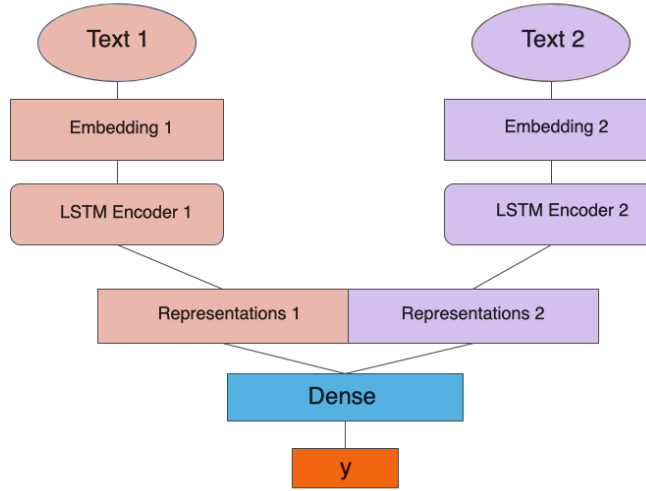 Text 1
Text 2
Embedding 1
Embedding 2
LSTM Encoder 1
LSTM Encoder 2
Representations 1
Representations 2
Dense
y